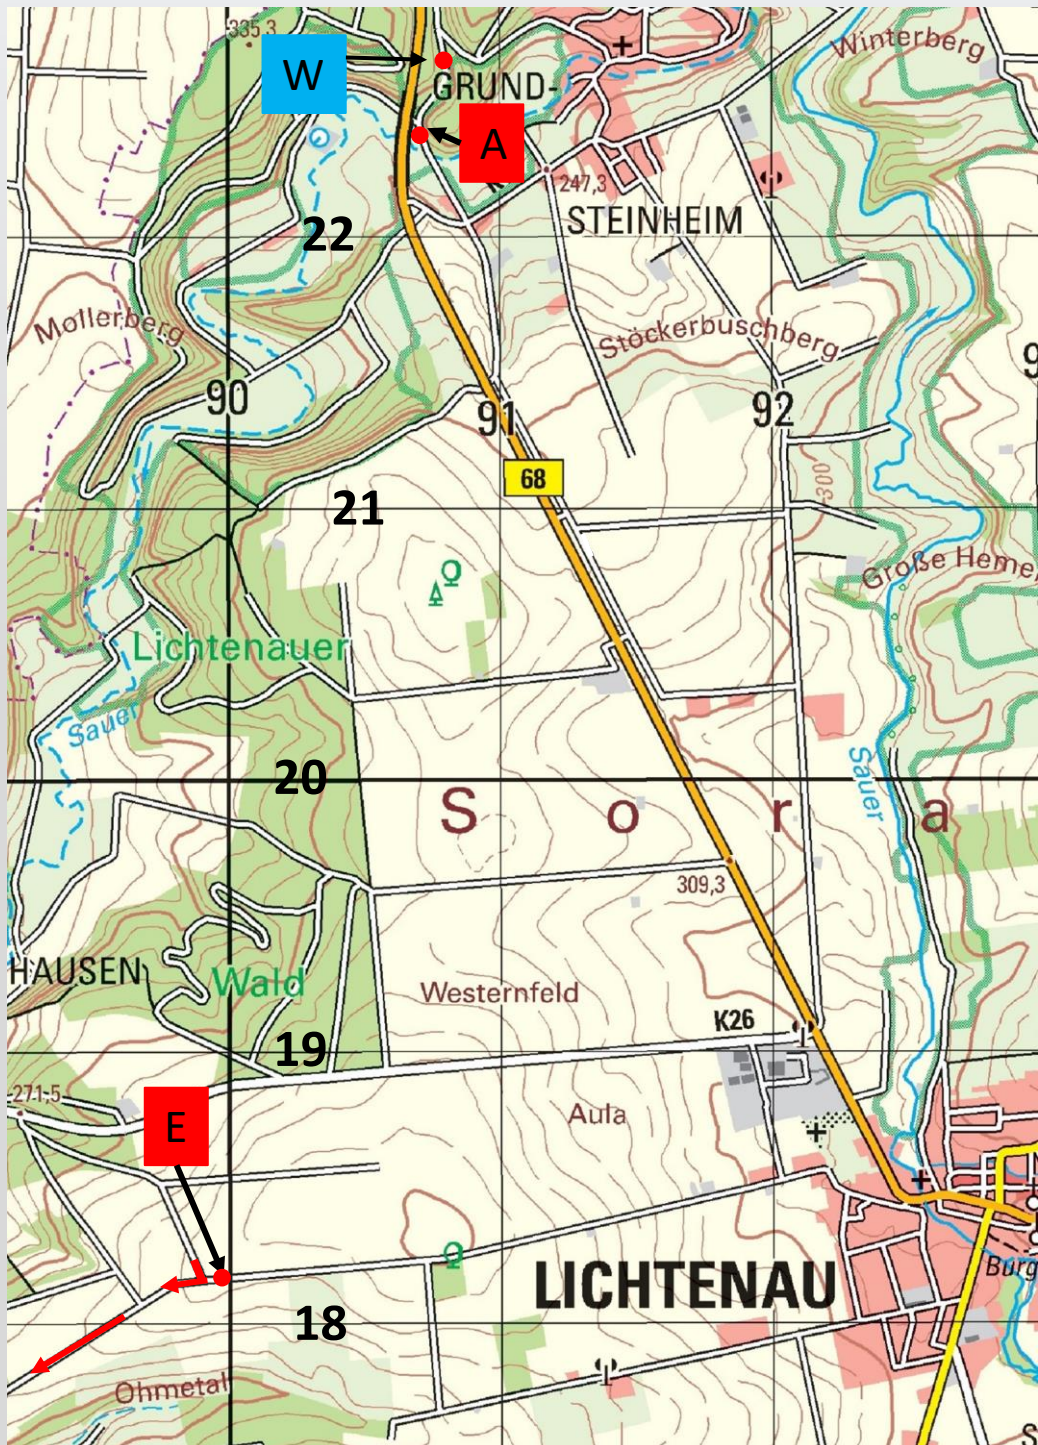 335,3
W
Winterberg
GRUND-
A
247,3
STEINHEIM
22
Mollerberg
Stöckerbuschberg
90
91
92
68
21
300
Große Heme
Lichtenauer
Sauer
20
Sauer
S o r a
309,3
HAUSEN
Wald
Westernfeld
K26
19
271,5
Aula
E
LICHTENAU
Burg
18
Ohmetal